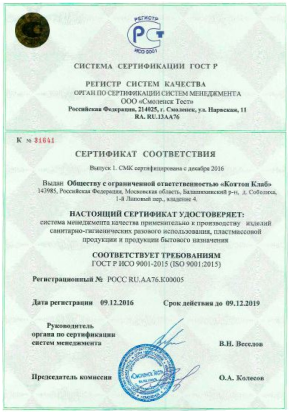 РЕГИСТР
РСТ
ИСО 9001
СИСТЕМА СЕРТИФИКАЦИИ ГОСТ Р
РЕГИСТР СИСТЕМ КАЧЕСТВА
ОРГАН ПО СЕРТИФИКАЦИИ СИСТЕМ МЕНЕДЖМЕНТА
ООО «Смоленск Тест»
Российская Федерация, 214025, г. Смоленск, ул. Нарвская, 11
RA. RU.13АА76
К № 31641
СЕРТИФИКАТ СООТВЕТСТВИЯ
Выпуск 1. СМК сертифицирована с декабря 2016
Выдан Обществу с ограниченной ответственностью «Коттон Клаб»
143985, Российская Федерация, Московская область, Балашихинский р-н, д. Соболиха,
1-й Липовый пер., владение 4.
НАСТОЯЩИЙ СЕРТИФИКАТ УДОСТОВЕРЯЕТ:
система менеджмента качества применительно к производству изделий
санитарно-гигиенических разового использования, пластмассовой
продукции и продукции бытового назначения
СООТВЕТСТВУЕТ ТРЕБОВАНИЯМ
ГОСТ Р ИСО 9001-2015 (ISO 9001:2015)
Регистрационный № РОСС RU.АА76.К00005
Дата регистрации 09.12.2016 Срок действия до 09.12.2019
Руководитель
органа по сертификации
систем менеджмента В.Н. Веселов
Председатель комиссии О.А. Колесов